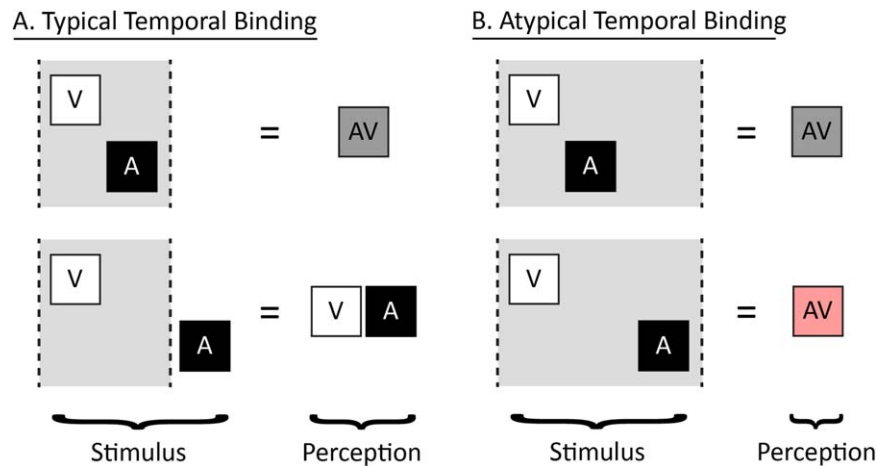 A. Typical Temporal Binding
V
A
=
AV
V
A
=
V A
Stimulus
Perception
B. Atypical Temporal Binding
V
A
=
AV
V
A
=
AV
Stimulus
Perception